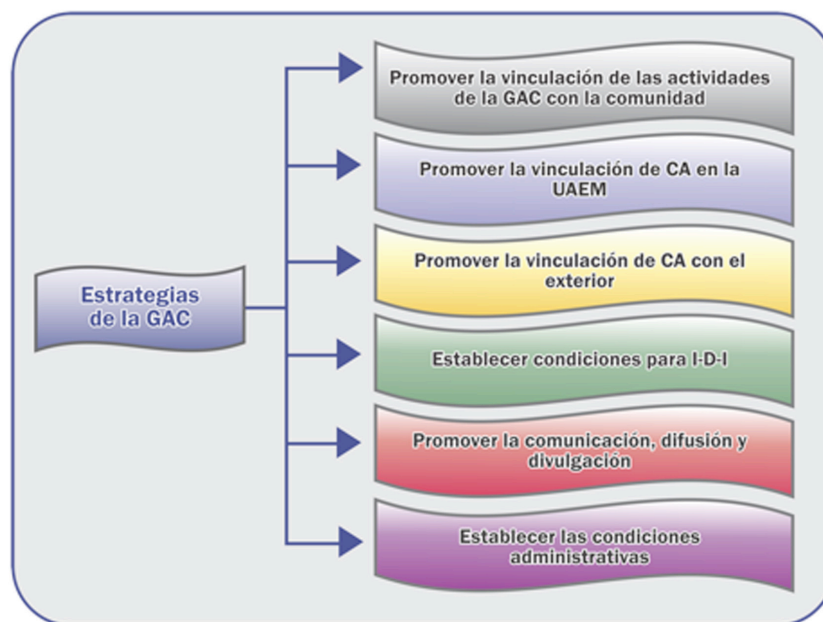 Promover la vinculación de las actividades
de la GAC con la comunidad
Promover la vinculación de CA en la
UAEM
Promover la vinculación de CA con el
exterior
Estrategias
de la GAC
Establecer condiciones para I-D-I
Promover la comunicación, difusión y
divulgación
Establecer las condiciones
administrativas